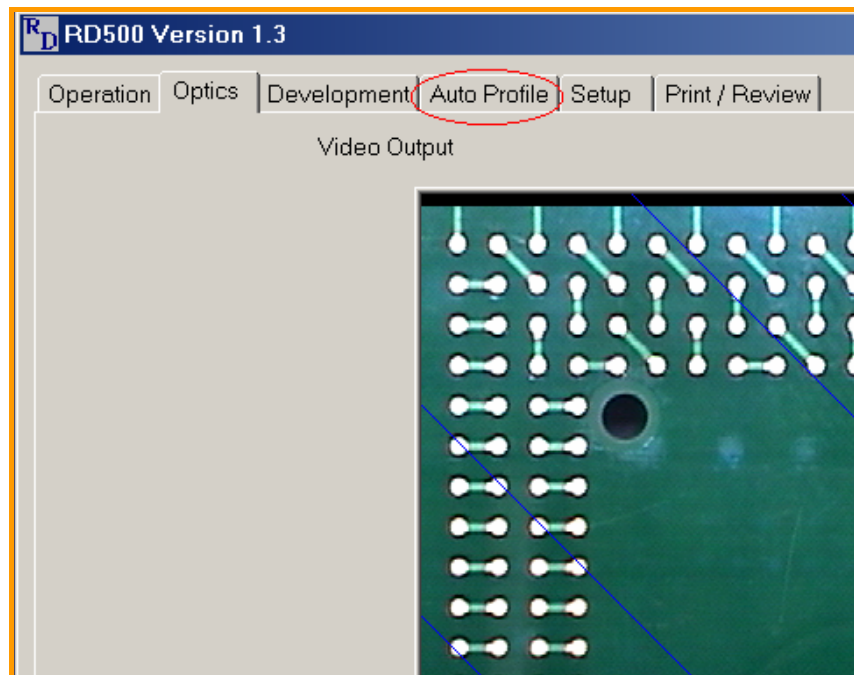 RD RD500 Version 1.3
Operation Optics Development Auto Profile Setup Print / Review
Video Output